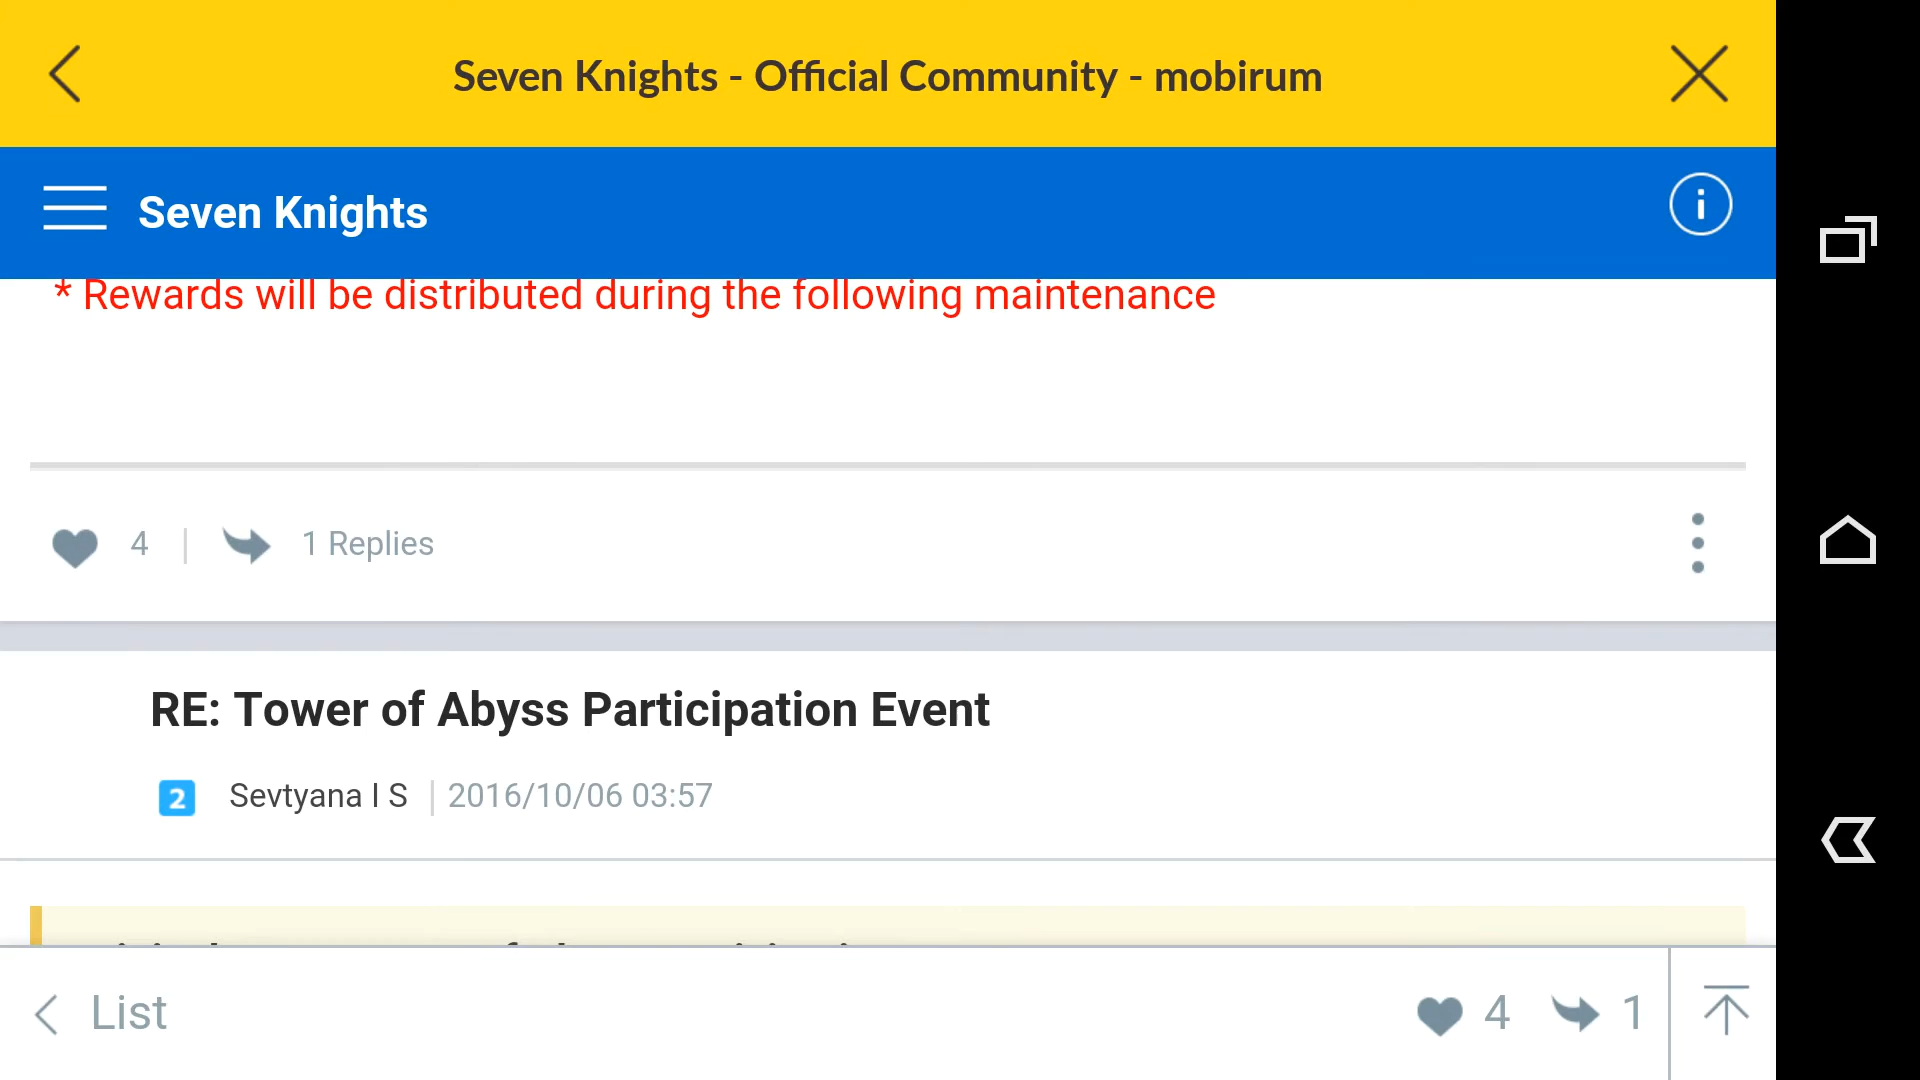 Seven Knights - Official Community - mobirum
Seven Knights
* Rewards will be distributed during the following maintenance
4 | 1 Replies
RE: Tower of Abyss Participation Event
2 Sevtyana I S | 2016/10/06 03:57
List 4 1